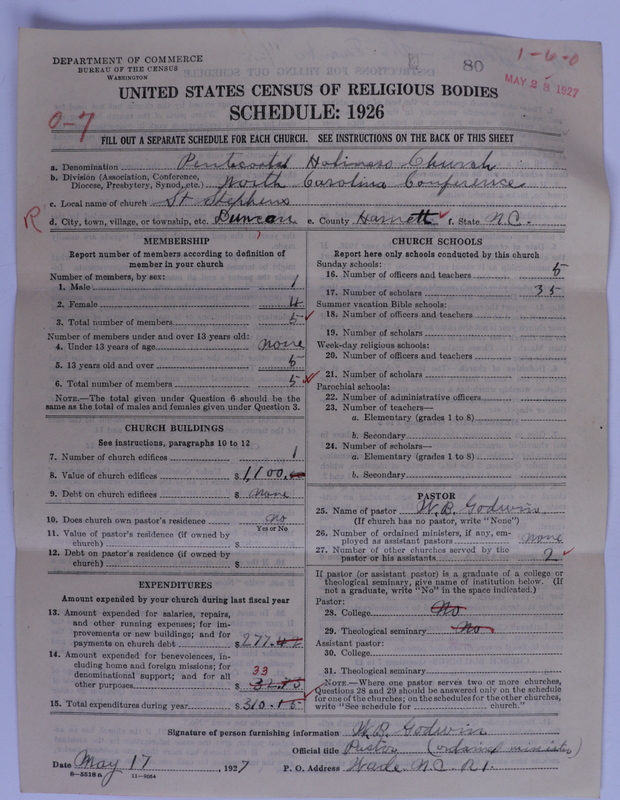 DEPARTMENT OF COMMERCE
BUREAU OF THE CENSUS
WASHINGTON
80
1-6-0
MAY 23 1927
UNITED STATES CENSUS OF RELIGIOUS BODIES
SCHEDULE: 1926
0-7
FILL OUT A SEPARATE SCHEDULE FOR EACH CHURCH. SEE INSTRUCTIONS ON THE BACK OF THIS SHEET
a. Denomination Pentecostal Holiness Church
b. Division (Association, Conference, Diocese, Presbytery, Synod, etc.) North Carolina Conference
c. Local name of church St Stephens
R
d. City, town, village, or township, etc. Duncan e. County Harnett f. State N.C.
MEMBERSHIP
Report number of members according to definition of
member in your church
Number of members, by sex:
1. Male 1
2. Female 4
3. Total number of members 5
Number of members under and over 13 years old:
4. Under 13 years of age none
5. 13 years old and over 5
6. Total number of members 5
NOTE.—The total given under Question 6 should be
same as the total of males and females given under Question 3.
CHURCH BUILDINGS
See instructions, paragraphs 10 to 12
7. Number of church edifices 1
8. Value of church edifices $ 1,100.
9. Debt on church edifices $ none
10. Does church own pastor's residence no
Yes or No
11. Value of pastor's residence (if owned by
church) $
12. Debt on pastor's residence (if owned by
church) $
EXPENDITURES
Amount expended by your church during last fiscal year
13. Amount expended for salaries, repairs,
and other running expenses; for im-
provements or new buildings; and for
payments on church debt $ 277.42
14. Amount expended for benevolences, in-
cluding home and foreign missions; for
denominational support; and for all
33
other purposes $ 32.73
15. Total expenditures during year $ 310.15
CHURCH SCHOOLS
Report here only schools conducted by this church
Sunday schools:
16. Number of officers and teachers 5
17. Number of scholars 35
Summer vacation Bible schools:
18. Number of officers and teachers
19. Number of scholars
Week-day religious schools:
20. Number of officers and teachers
21. Number of scholars
Parochial schools:
22. Number of administrative officers
23. Number of teachers—
a. Elementary (grades 1 to 8)
b. Secondary
24. Number of scholars—
a. Elementary (grades 1 to 8)
b. Secondary
PASTOR
25. Name of pastor W. B. Godwin
(If church has no pastor, write "None")
26. Number of ordained ministers, if any, em-
ployed as assistant pastors none
27. Number of other churches served by the
pastor or his assistants 2
If pastor (or assistant pastor) is a graduate of a college or
theological seminary, give name of institution below. (If
not a graduate, write "No" in the space indicated.)
Pastor:
28. College No
29. Theological seminary No
Assistant pastor:
30. College
31. Theological seminary
NOTE.—Where one pastor serves two or more churches,
Questions 28 and 29 should be answered only on the schedule
for one of the churches; on the schedules for the other churches,
write "See schedule for church."
Signature of person furnishing information W. B. Godwin
Official title Pastor (ordained minister)
Date May 17, 1927 P. O. Address Wade. N.C. R1.
8—5518 a 11—9064